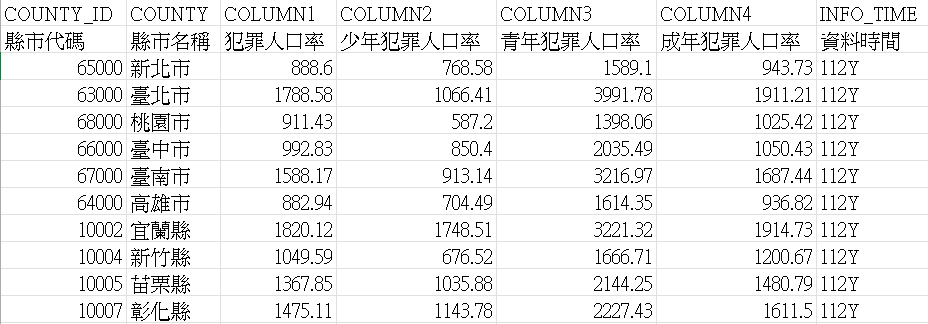 COUNTY_ID COUNTY COLUMN1 COLUMN2 COLUMN3 COLUMN4 INFO_TIME
縣市代碼 縣市名稱 犯罪人口率 少年犯罪人口率 青年犯罪人口率 成年犯罪人口率 資料時間
65000 新北市 888.6 768.58 1589.1 943.73 112Y
63000 臺北市 1788.58 1066.41 3991.78 1911.21 112Y
68000 桃園市 911.43 587.2 1398.06 1025.42 112Y
66000 臺中市 992.83 850.4 2035.49 1050.43 112Y
67000 臺南市 1588.17 913.14 3216.97 1687.44 112Y
64000 高雄市 882.94 704.49 1614.35 936.82 112Y
10002 宜蘭縣 1820.12 1748.51 3221.32 1914.73 112Y
10004 新竹縣 1049.59 676.52 1666.71 1200.67 112Y
10005 苗栗縣 1367.85 1035.88 2144.25 1480.79 112Y
10007 彰化縣 1475.11 1143.78 2227.43 1611.5 112Y